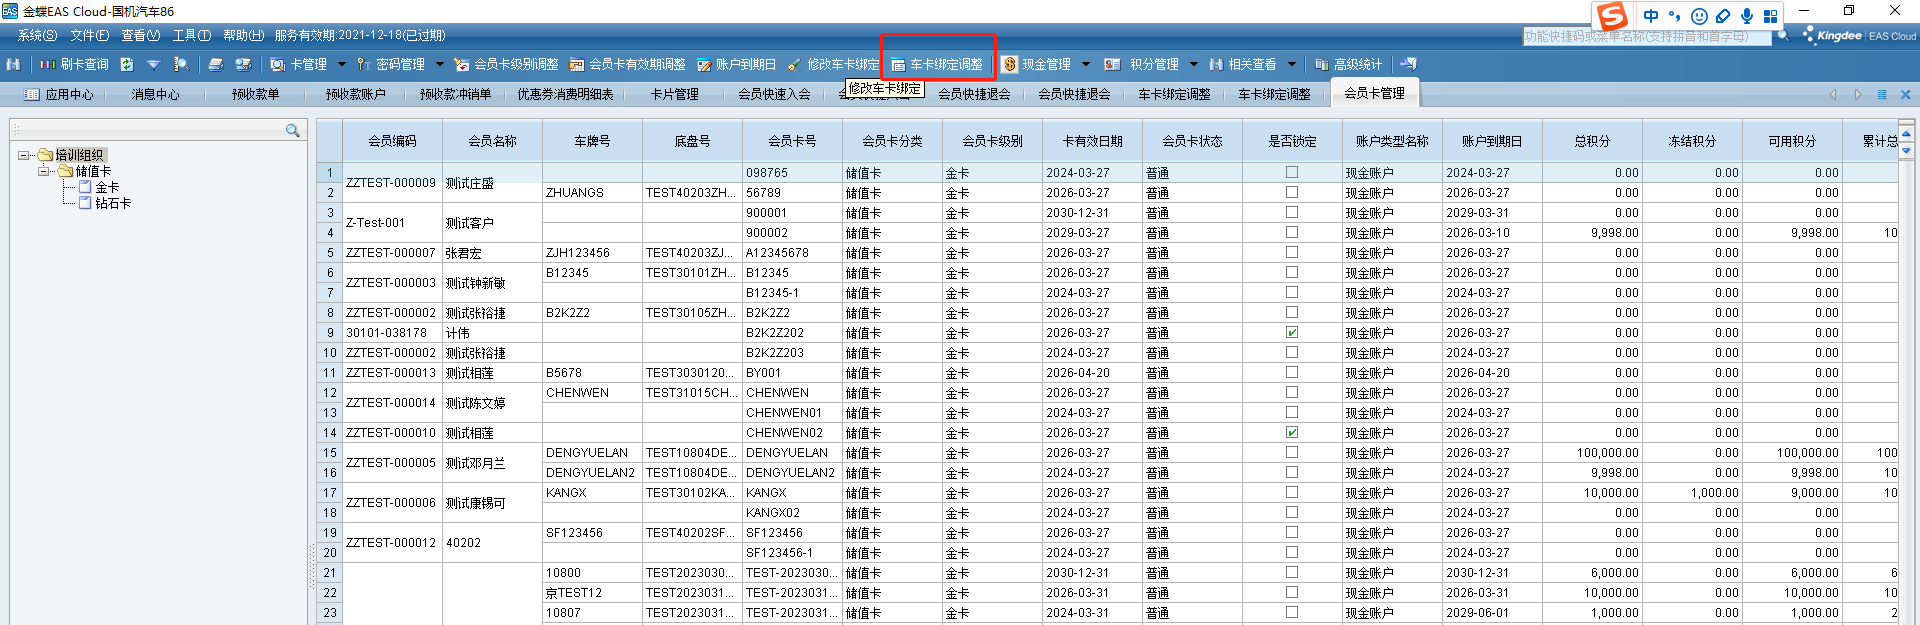 金蝶EAS Cloud-国机汽车86
中
系统(S) 文件(F) 查看(V) 工具(T) 帮助(H) 服务有效期:2021-12-18(已过期)
功能快捷码或菜单名称(支持拼音和首字母)
Kingdee | EAS Cloud
刷卡查询 卡管理 密码管理 会员卡级别调整 会员卡有效期调整 账户到期日 修改车卡绑定 车卡绑定调整 现金管理 积分管理 相关查看 高级统计
修改车卡绑定
应用中心 消息中心 预收款单 预收款账户 预收款冲销单 优惠券消费明细表 卡片管理 会员快速入会 会员快捷退会 会员快捷退会 车卡绑定调整 车卡绑定调整 会员卡管理
培训组织
储值卡
金卡
钻石卡
会员编码 会员名称 车牌号 底盘号 会员卡号 会员卡分类 会员卡级别 卡有效日期 会员卡状态 是否锁定 账户类型名称 账户到期日 总积分 冻结积分 可用积分 累计总
1 ZZTEST-000009 测试庄盛 098765 储值卡 金卡 2024-03-27 普通 现金账户 2024-03-27 0.00 0.00 0.00
2 ZHUANGS TEST40203ZH... 56789 储值卡 金卡 2026-03-27 普通 现金账户 2026-03-27 0.00 0.00 0.00
3 Z-Test-001 测试客户 900001 储值卡 金卡 2030-12-31 普通 现金账户 2029-03-31 0.00 0.00 0.00
4 900002 储值卡 金卡 2029-03-27 普通 现金账户 2026-03-10 9,998.00 0.00 9,998.00 10
5 ZZTEST-000007 张君宏 ZJH123456 TEST40203ZJ... A12345678 储值卡 金卡 2026-03-27 普通 现金账户 2026-03-27 0.00 0.00 0.00
6 ZZTEST-000003 测试钟新敏 B12345 TEST30101ZH... B12345 储值卡 金卡 2026-03-27 普通 现金账户 2026-03-27 0.00 0.00 0.00
7 B12345-1 储值卡 金卡 2024-03-27 普通 现金账户 2024-03-27 0.00 0.00 0.00
8 ZZTEST-000002 测试张裕捷 B2K2Z2 TEST30105ZH... B2K2Z2 储值卡 金卡 2026-03-27 普通 现金账户 2026-03-27 0.00 0.00 0.00
9 30101-038178 计伟 B2K2Z202 储值卡 金卡 2026-03-27 普通 现金账户 2026-03-27 0.00 0.00 0.00
10 ZZTEST-000002 测试张裕捷 B2K2Z203 储值卡 金卡 2024-03-27 普通 现金账户 2024-03-27 0.00 0.00 0.00
11 ZZTEST-000013 测试相莲 B5678 TEST3030120... BY001 储值卡 金卡 2026-04-20 普通 现金账户 2026-04-20 0.00 0.00 0.00
12 ZZTEST-000014 测试陈文婷 CHENWEN TEST31015CH... CHENWEN 储值卡 金卡 2026-03-27 普通 现金账户 2026-03-27 0.00 0.00 0.00
13 CHENWEN01 储值卡 金卡 2024-03-27 普通 现金账户 2024-03-27 0.00 0.00 0.00
14 ZZTEST-000010 测试相莲 CHENWEN02 储值卡 金卡 2026-03-27 普通 现金账户 2026-03-27 0.00 0.00 0.00
15 ZZTEST-000005 测试邓月兰 DENGYUELAN TEST10804DE... DENGYUELAN 储值卡 金卡 2026-03-27 普通 现金账户 2026-03-27 100,000.00 0.00 100,000.00 100
16 DENGYUELAN2 TEST10804DE... DENGYUELAN2 储值卡 金卡 2024-03-27 普通 现金账户 2024-03-27 9,998.00 0.00 9,998.00 10
17 ZZTEST-000006 测试康锡可 KANGX TEST30102KA... KANGX 储值卡 金卡 2026-03-27 普通 现金账户 2026-03-27 10,000.00 1,000.00 9,000.00 10
18 KANGX02 储值卡 金卡 2024-03-27 普通 现金账户 2024-03-27 0.00 0.00 0.00
19 ZZTEST-000012 40202 SF123456 TEST40202SF... SF123456 储值卡 金卡 2026-03-27 普通 现金账户 2026-03-27 0.00 0.00 0.00
20 SF123456-1 储值卡 金卡 2024-03-27 普通 现金账户 2024-03-27 0.00 0.00 0.00
21 10800 TEST2023030... TEST-2023030... 储值卡 金卡 2030-12-31 普通 现金账户 2030-12-31 6,000.00 0.00 6,000.00 6
22 京TEST12 TEST2023031... TEST-2023031... 储值卡 金卡 2026-03-31 普通 现金账户 2026-03-31 10,000.00 0.00 10,000.00 10
23 10807 TEST2023031... TEST-2023031... 储值卡 金卡 2024-03-31 普通 现金账户 2029-06-01 1,000.00 0.00 1,000.00 2